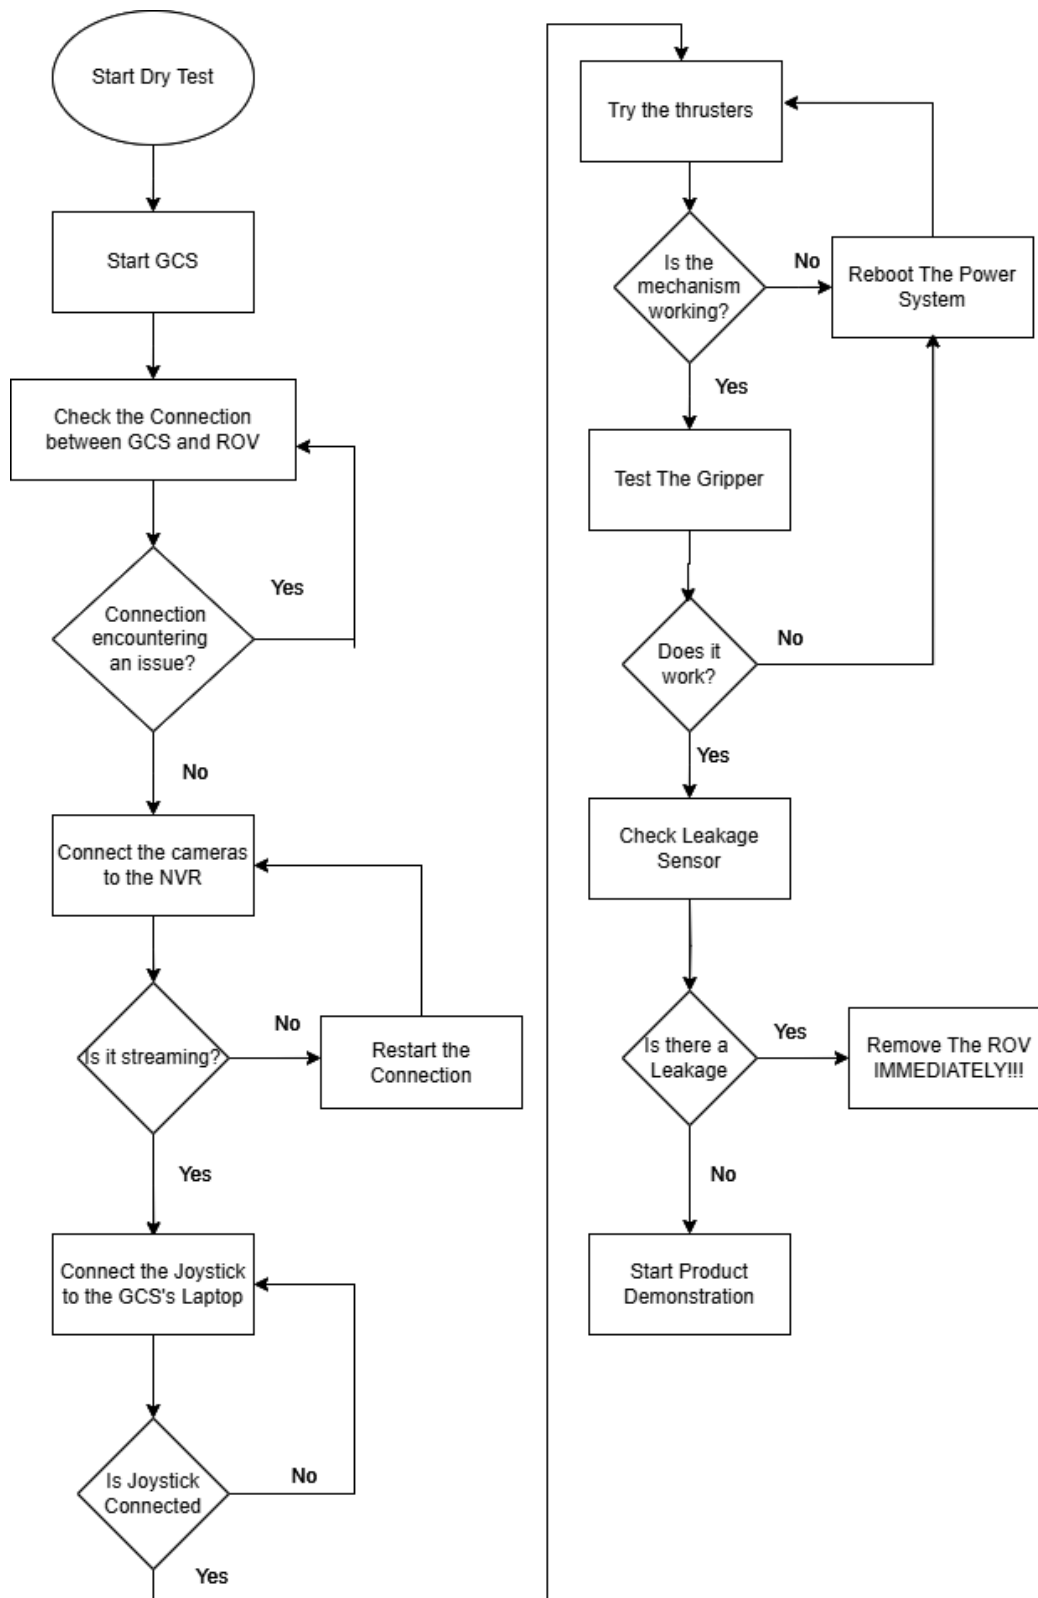 Start Dry Test
Start GCS
Check the Connection
between GCS and ROV
Connection
encountering
an issue?
Yes
No
Connect the cameras
to the NVR
Is it streaming?
No
Restart the
Connection
Yes
Connect the Joystick
to the GCS's Laptop
Is Joystick
Connected
No
Yes
Try the thrusters
Is the
mechanism
working?
No
Reboot The Power
System
Yes
Test The Gripper
Does it
work?
No
Yes
Check Leakage
Sensor
Is there a
Leakage
Yes
Remove The ROV
IMMEDIATELY!!!
No
Start Product
Demonstration